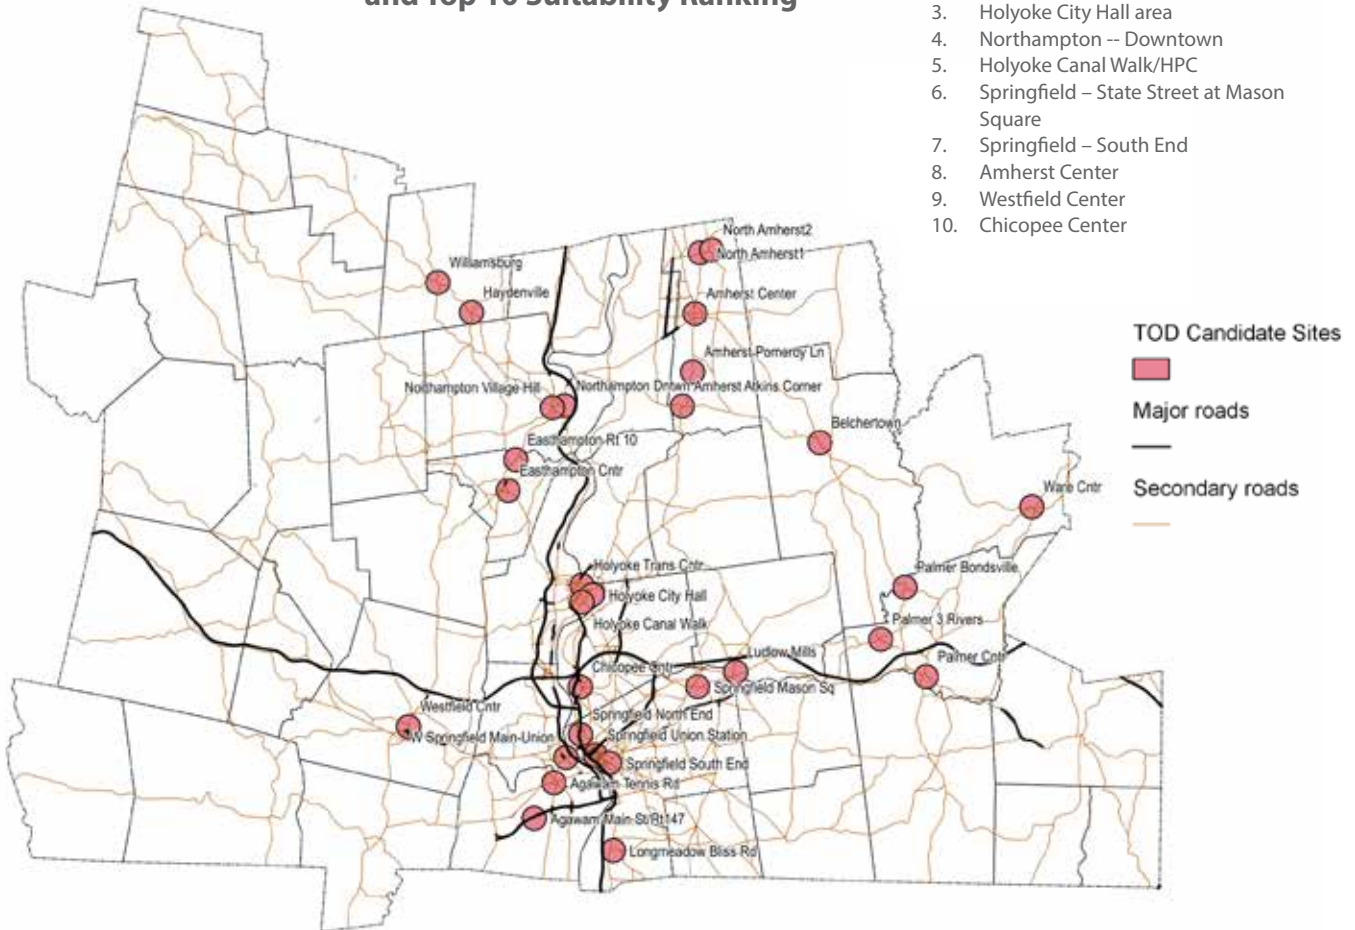 and Top 10 Suitability Ranking
3. Holyoke City Hall area
4. Northampton -- Downtown
5. Holyoke Canal Walk/HPC
6. Springfield – State Street at Mason
Square
7. Springfield – South End
8. Amherst Center
9. Westfield Center
10. Chicopee Center
North Amherst2
North Amherst1
Williamsburg
Haydenville
Amherst Center
TOD Candidate Sites
Major roads
Secondary roads
Amherst Pomeroy Ln
Northampton Village Hill
Northampton Dntwn
Amherst Atkins Corner
Belchertown
Easthampton Rt 10
Easthampton Cntr
Ware Cntr
Holyoke Trans Cntr
Holyoke City Hall
Holyoke Canal Walk
Palmer Bondsville
Palmer 3 Rivers
Palmer Cntr
Ludlow Mills
Chicopee Cntr
Springfield Mason Sq
Westfield Cntr
Springfield North End
W Springfield Main-Union
Springfield Union Station
Springfield South End
Agawam Tennis Rd
Agawam Main St/Rt147
Longmeadow Bliss Rd